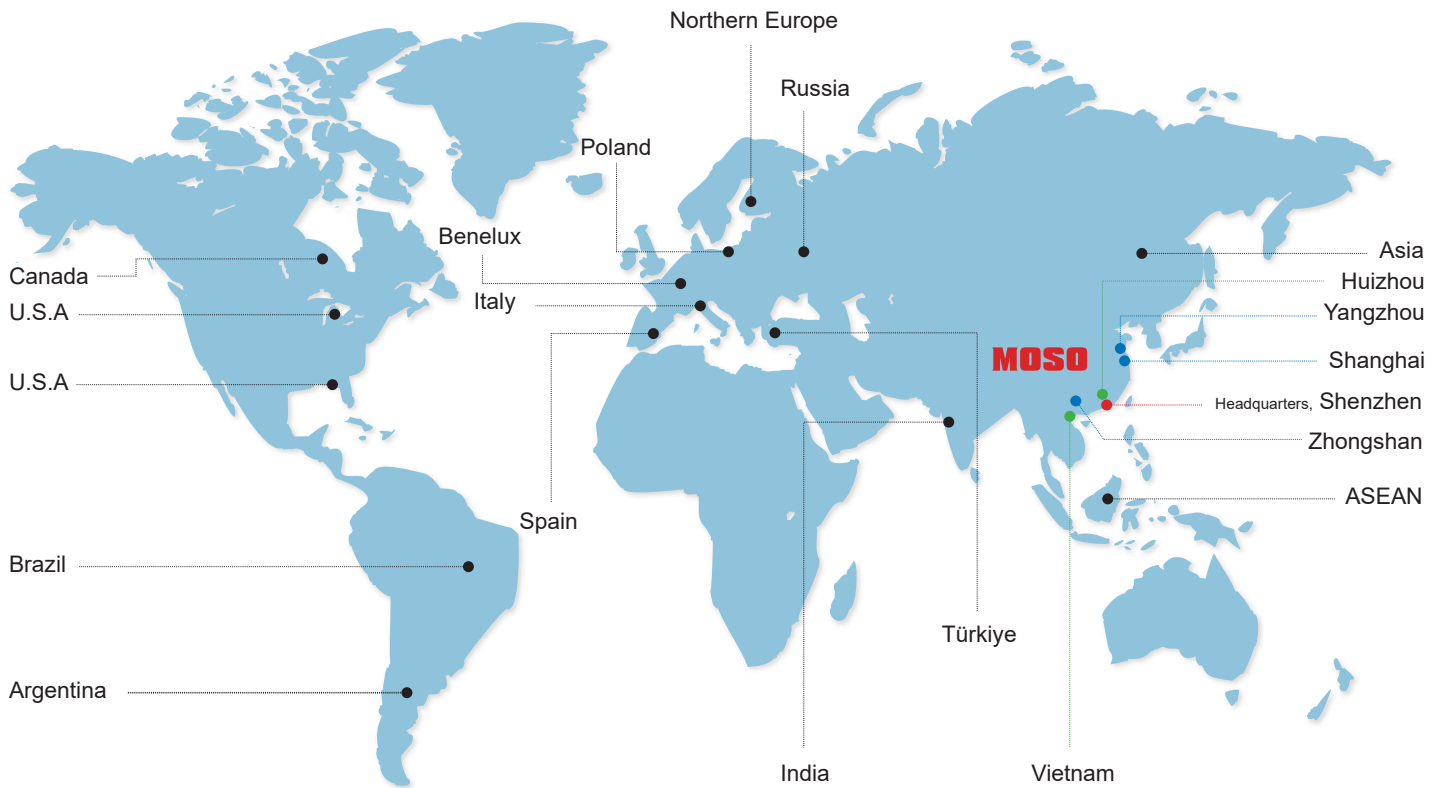 Northern Europe
Russia
Poland
Benelux
Asia
Canada
Huizhou
Italy
U.S.A
Yangzhou
MOSO
Shanghai
U.S.A
Headquarters, Shenzhen
Zhongshan
ASEAN
Spain
Brazil
Türkiye
Argentina
India
Vietnam